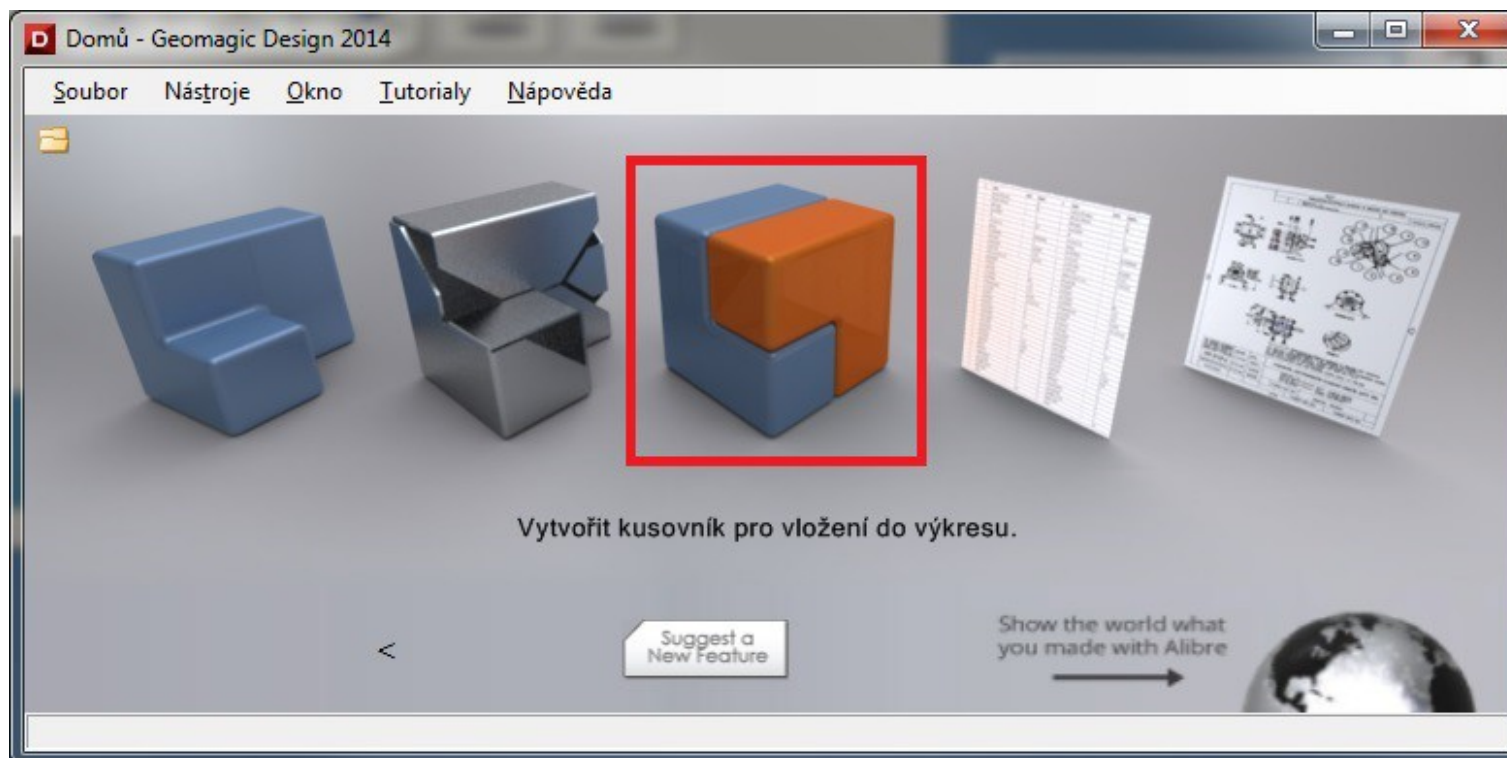 Domů - Geomagic Design 2014
Soubor Nástroje Okno Tutorialy Nápověda
Vytvořit kusovník pro vložení do výkresu.
<
Suggest a
New Feature
Show the world what
you made with Alibre